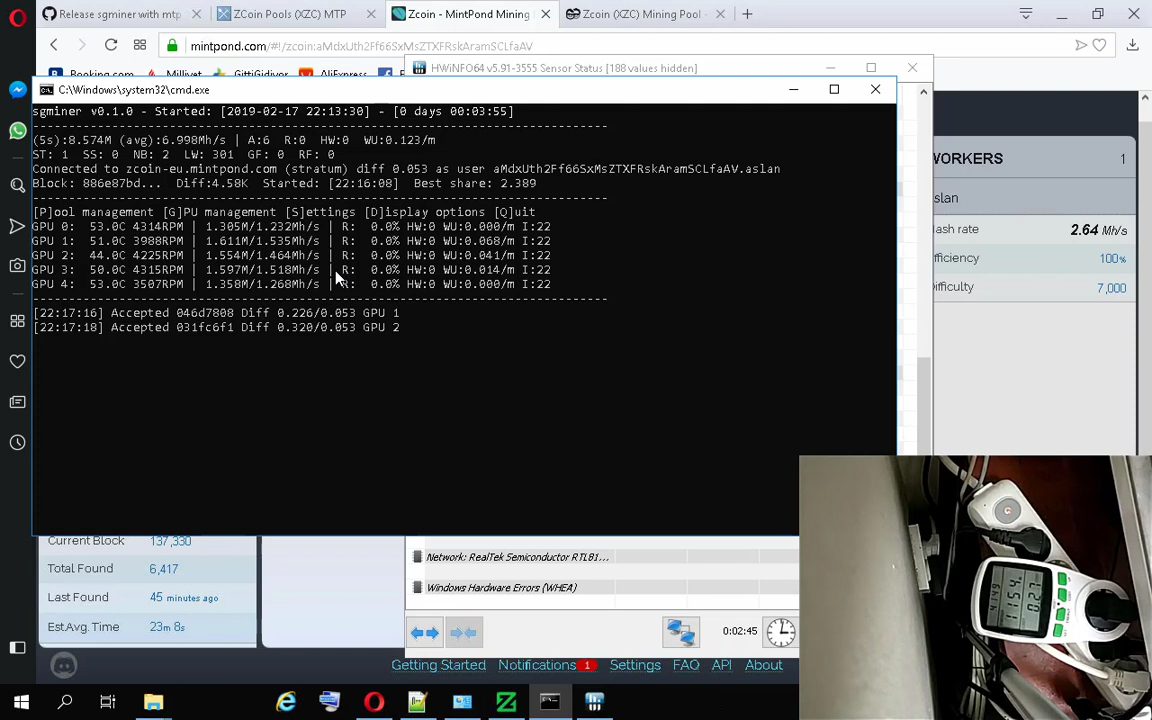 Release sgminer with mtp
ZCoin Pools (XZC) MTP
Zcoin - MintPond Mining
Zcoin (XZC) Mining Pool -
mintpond.com/#!/zcoin:aMdxUth2Ff66SxMsZTXFRskAramSCLfaAV
Booking.com
Milliyet
GittiGidiyor
AliExpress
HWiNFO64 v5.91-3555 Sensor Status [188 values hidden]
C:\Windows\system32\cmd.exe
sgminer v0.1.0 - Started: [2019-02-17 22:13:30] - [0 days 00:03:55]
(5s):8.574M (avg):6.998Mh/s | A:6 R:0 HW:0 WU:0.123/m
ST: 1 SS: 0 NB: 2 LW: 301 GF: 0 RF: 0
Connected to zcoin-eu.mintpond.com (stratum) diff 0.053 as user aMdxUth2Ff66SxMsZTXFRskAramSCLfaAV.aslan
Block: 886e87bd... Diff:4.58K Started: [22:16:08] Best share: 2.389
[P]ool management [G]PU management [S]ettings [D]isplay options [Q]uit
GPU 0: 53.0C 4314RPM | 1.305M/1.232Mh/s | R: 0.0% HW:0 WU:0.000/m I:22
GPU 1: 51.0C 3988RPM | 1.611M/1.535Mh/s | R: 0.0% HW:0 WU:0.068/m I:22
GPU 2: 44.0C 4225RPM | 1.554M/1.464Mh/s | R: 0.0% HW:0 WU:0.041/m I:22
GPU 3: 50.0C 4315RPM | 1.597M/1.518Mh/s | R: 0.0% HW:0 WU:0.014/m I:22
GPU 4: 53.0C 3507RPM | 1.358M/1.268Mh/s | R: 0.0% HW:0 WU:0.000/m I:22
[22:17:16] Accepted 046d7808 Diff 0.226/0.053 GPU 1
[22:17:18] Accepted 031fc6f1 Diff 0.320/0.053 GPU 2
WORKERS 1
slan
ash rate 2.64 Mh/s
fficiency 100%
ifficulty 7,000
Current Block 137,330
Total Found 6,417
Last Found 45 minutes ago
Est.Avg. Time 23m 8s
Network: RealTek Semiconductor RTL81...
Windows Hardware Errors (WHEA)
0:02:45
Getting Started
Notifications 1
Settings
FAQ
API
About